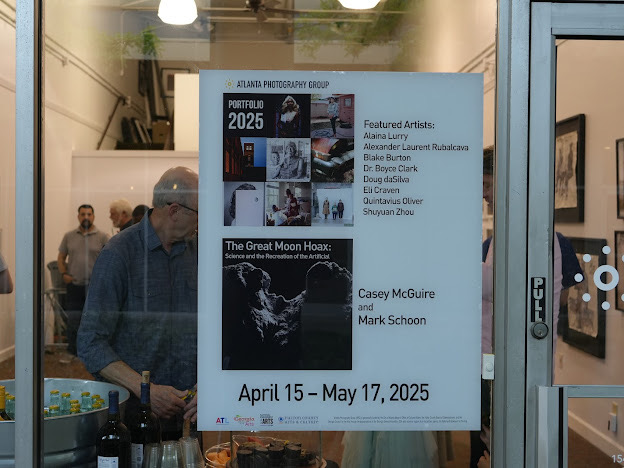 ATLANTA PHOTOGRAPHY GROUP
PORTFOLIO
2025
Featured Artists:
Alaina Lurry
Alexander Laurent Rubalcava
Blake Burton
Dr. Boyce Clark
Doug daSilva
Eli Craven
Quintavius Oliver
Shuyuan Zhou
The Great Moon Hoax:
Science and the Recreation of the Artificial
Casey McGuire
and
Mark Schoon
April 15 – May 17, 2025
ATL
PULL
154